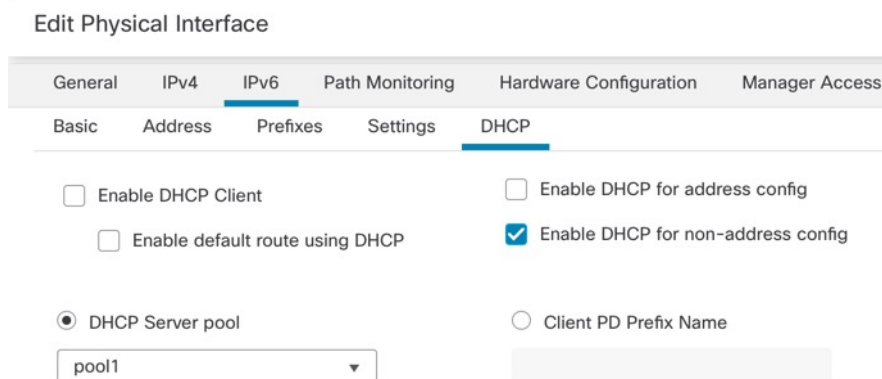 Edit Physical Interface
General IPv4 IPv6 Path Monitoring Hardware Configuration Manager Access
Basic Address Prefixes Settings DHCP
Enable DHCP Client Enable DHCP for address config
Enable default route using DHCP Enable DHCP for non-address config
DHCP Server pool Client PD Prefix Name
pool1